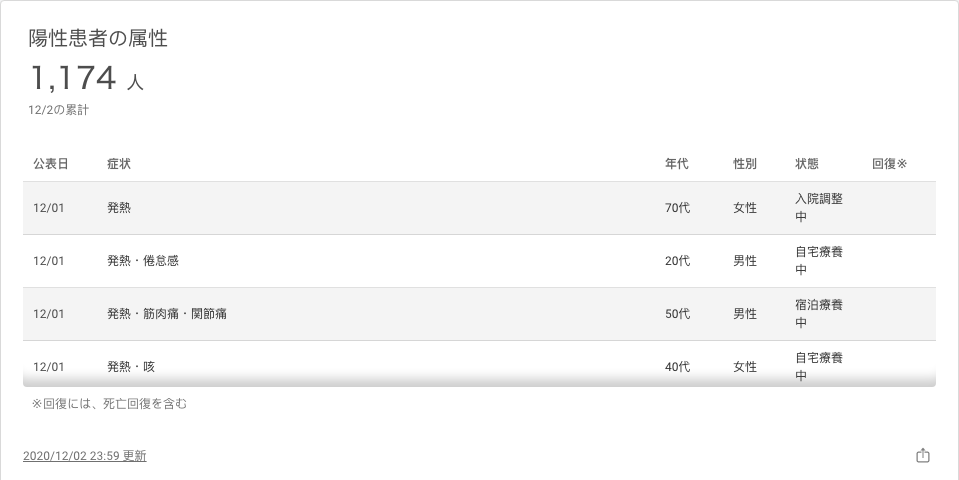 陽性患者の属性
1,174 人
12/2の累計
公表日 症状 年代 性別 状態 回復※
12/01 発熱 70代 女性 入院調整中
12/01 発熱・倦怠感 20代 男性 自宅療養中
12/01 発熱・筋肉痛・関節痛 50代 男性 宿泊療養中
12/01 発熱・咳 40代 女性 自宅療養中
※回復には、死亡回復を含む
2020/12/02 23:59 更新